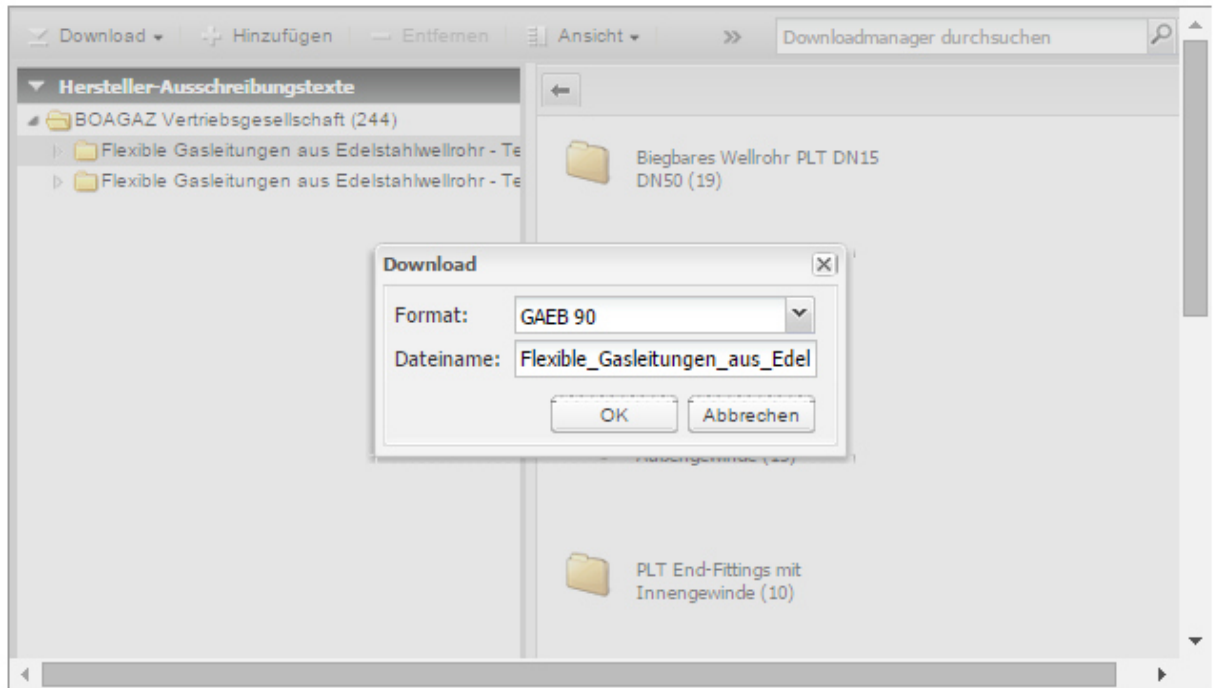 Download
Hinzufügen
Entfernen
Ansicht
Downloadmanager durchsuchen
Hersteller-Ausschreibungstexte
BOAGAZ Vertriebsgesellschaft (244)
Flexible Gasleitungen aus Edelstahlwellrohr - Te
Flexible Gasleitungen aus Edelstahlwellrohr - Te
Biegbares Wellrohr PLT DN15
DN50 (19)
Download
Format:
GAEB 90
Dateiname:
Flexible_Gasleitungen_aus_Edel
OK
Abbrechen
PLT End-Fittings mit
Innengewinde (10)